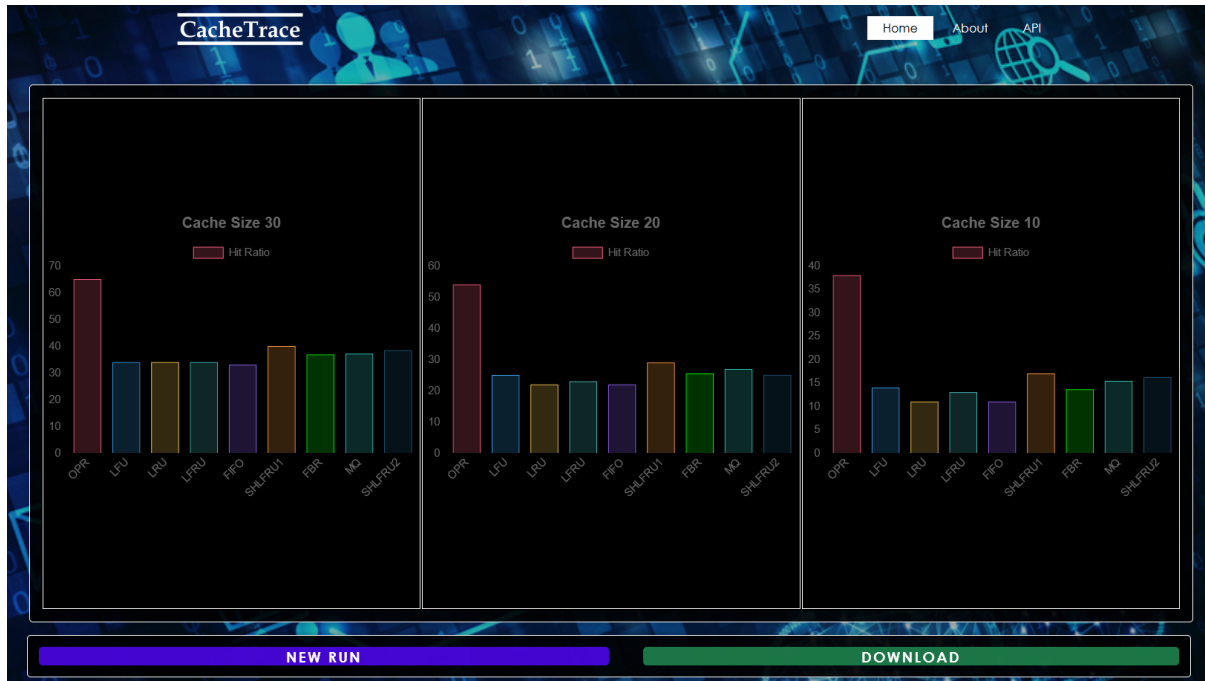 CacheTrace
Home About API
Cache Size 30
Hit Ratio
70
60
50
40
30
20
10
0
OPR LFU LRU LFRU FIFO SHLFRU1 FBR MQ SHLFRU2
Cache Size 20
Hit Ratio
60
50
40
30
20
10
0
OPR LFU LRU LFRU FIFO SHLFRU1 FBR MQ SHLFRU2
Cache Size 10
Hit Ratio
40
35
30
25
20
15
10
5
0
OPR LFU LRU LFRU FIFO SHLFRU1 FBR MQ SHLFRU2
NEW RUN DOWNLOAD